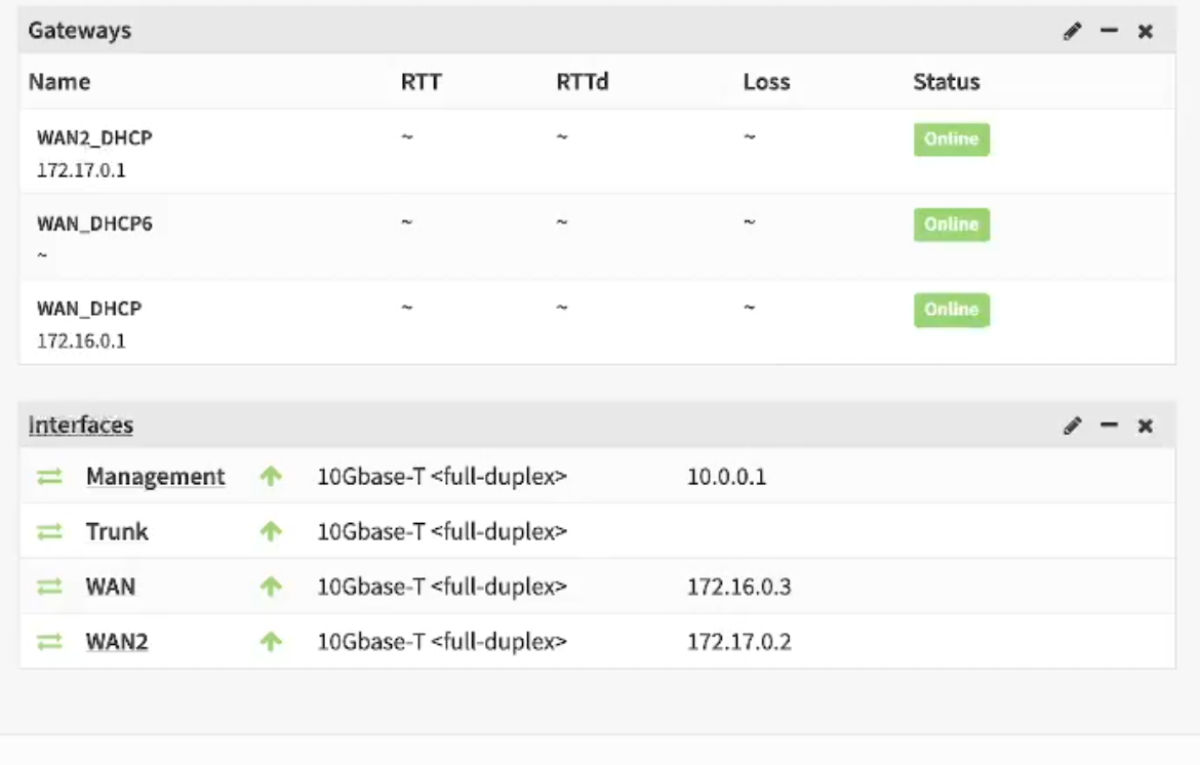 Gateways
Name RTT RTTd Loss Status
WAN2_DHCP ~ ~ ~ Online
172.17.0.1
WAN_DHCP6 ~ ~ ~ Online
~
WAN_DHCP ~ ~ ~ Online
172.16.0.1
Interfaces
Management 10Gbase-T <full-duplex> 10.0.0.1
Trunk 10Gbase-T <full-duplex>
WAN 10Gbase-T <full-duplex> 172.16.0.3
WAN2 10Gbase-T <full-duplex> 172.17.0.2